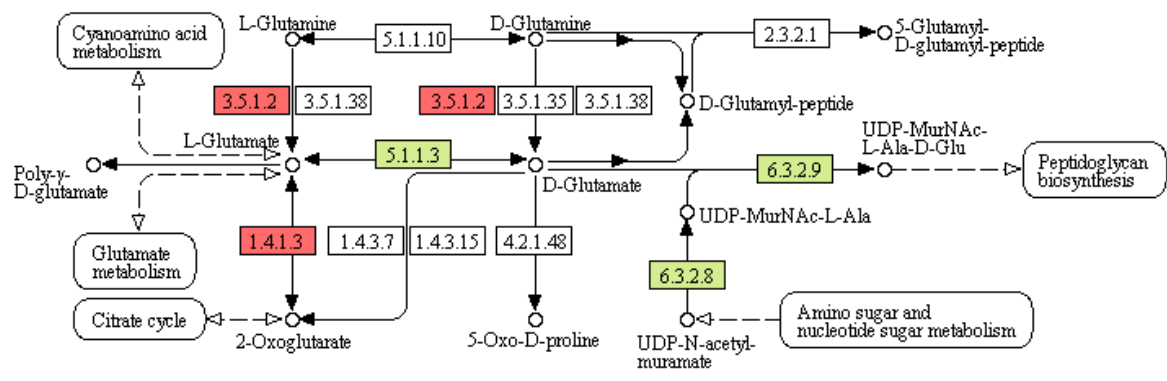 Cyanoamino acid
metabolism
L-Glutamine
5.1.1.10
D-Glutamine
2.3.2.1
5-Glutamyl-
D-glutamyl-peptide
3.5.1.2
3.5.1.38
3.5.1.2
3.5.1.35
3.5.1.38
D-Glutamyl-peptide
L-Glutamate
5.1.1.3
UDP-MurNAc-
L-Ala-D-Glu
Poly-γ-
D-glutamate
D-Glutamate
6.3.2.9
Peptidoglycan
biosynthesis
UDP-MurNAc-L-Ala
Glutamate
metabolism
1.4.1.3
1.4.3.7
1.4.3.15
4.2.1.48
6.3.2.8
Citrate cycle
2-Oxoglutarate
5-Oxo-D-proline
UDP-N-acetyl-
muramate
Amino sugar and
nucleotide sugar metabolism